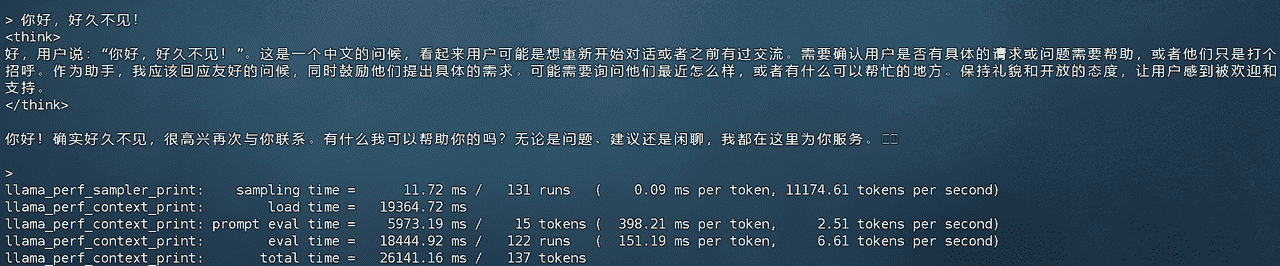 > 你好，好久不见！
<think>
好，用户说：“你好，好久不见！”。这是一个中文的问候，看起来用户可能是想重新开始对话或者之前有过交流。需要确认用户是否有具体的请求或问题需要帮助，或者他们只是打个
招呼。作为助手，我应该回应友好的问候，同时鼓励他们提出具体的需求。可能需要询问他们最近怎么样，或者有什么可以帮忙的地方。保持礼貌和开放的态度，让用户感到被欢迎和
支持。
</think>
你好！确实好久不见，很高兴再次与你联系。有什么我可以帮助你的吗？无论是问题、建议还是闲聊，我都在这里为你服务。
>
llama_perf_sampler_print:    sampling time =      11.72 ms /   131 runs   (    0.09 ms per token, 11174.61 tokens per second)
llama_perf_context_print:        load time =   19364.72 ms
llama_perf_context_print: prompt eval time =    5973.19 ms /    15 tokens (  398.21 ms per token,     2.51 tokens per second)
llama_perf_context_print:        eval time =   18444.92 ms /   122 runs   (  151.19 ms per token,     6.61 tokens per second)
llama_perf_context_print:       total time =   26141.16 ms /   137 tokens